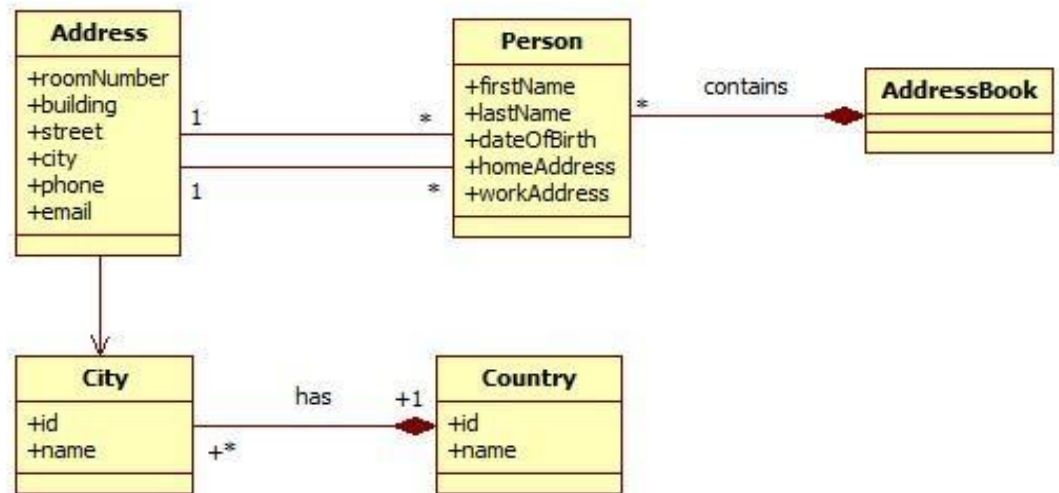 Address
+roomNumber
+building
+street
+city
+phone
+email
1
*
1
*
Person
+firstName
+lastName
+dateOfBirth
+homeAddress
+workAddress
*
contains
AddressBook
City
+id
+name
has
+1
+*
Country
+id
+name